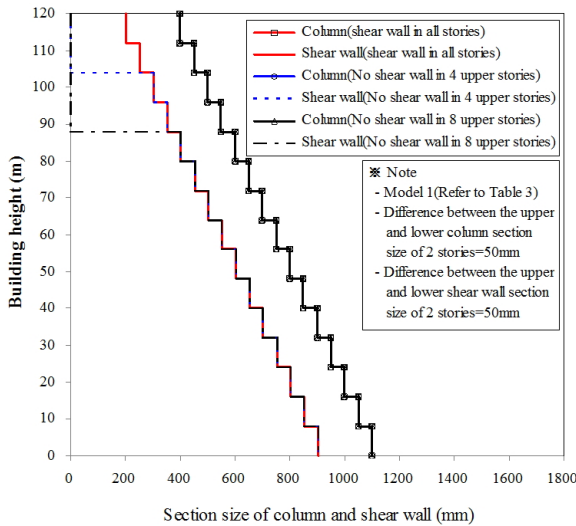 120
110
100
90
80
70
60
50
40
30
20
10
0
Building height (m)
Column(shear wall in all stories)
Shear wall(shear wall in all stories)
Column(No shear wall in 4 upper stories)
Shear wall(No shear wall in 4 upper stories)
Column(No shear wall in 8 upper stories)
Shear wall(No shear wall in 8 upper stories)
※ Note
- Model 1(Refer to Table 3)
- Difference between the upper
and lower column section
size of 2 stories=50mm
- Difference between the upper
and lower shear wall section
size of 2 stories=50mm
0 200 400 600 800 1000 1200 1400 1600 1800
Section size of column and shear wall (mm)